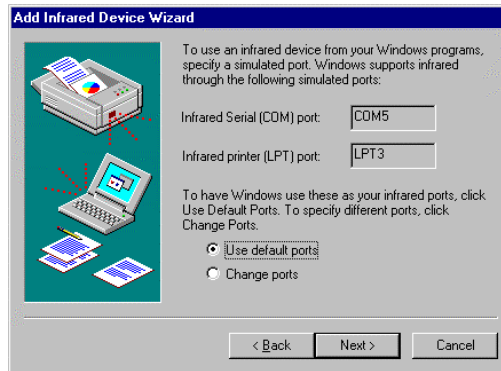 Add Infrared Device Wizard
To use an infrared device from your Windows programs,
specify a simulated port. Windows supports infrared
through the following simulated ports:
Infrared Serial (COM) port: COM5
Infrared printer (LPT) port: LPT3
To have Windows use these as your infrared ports, click
Use Default Ports. To specify different ports, click
Change Ports.
Use default ports
Change ports
< Back Next > Cancel